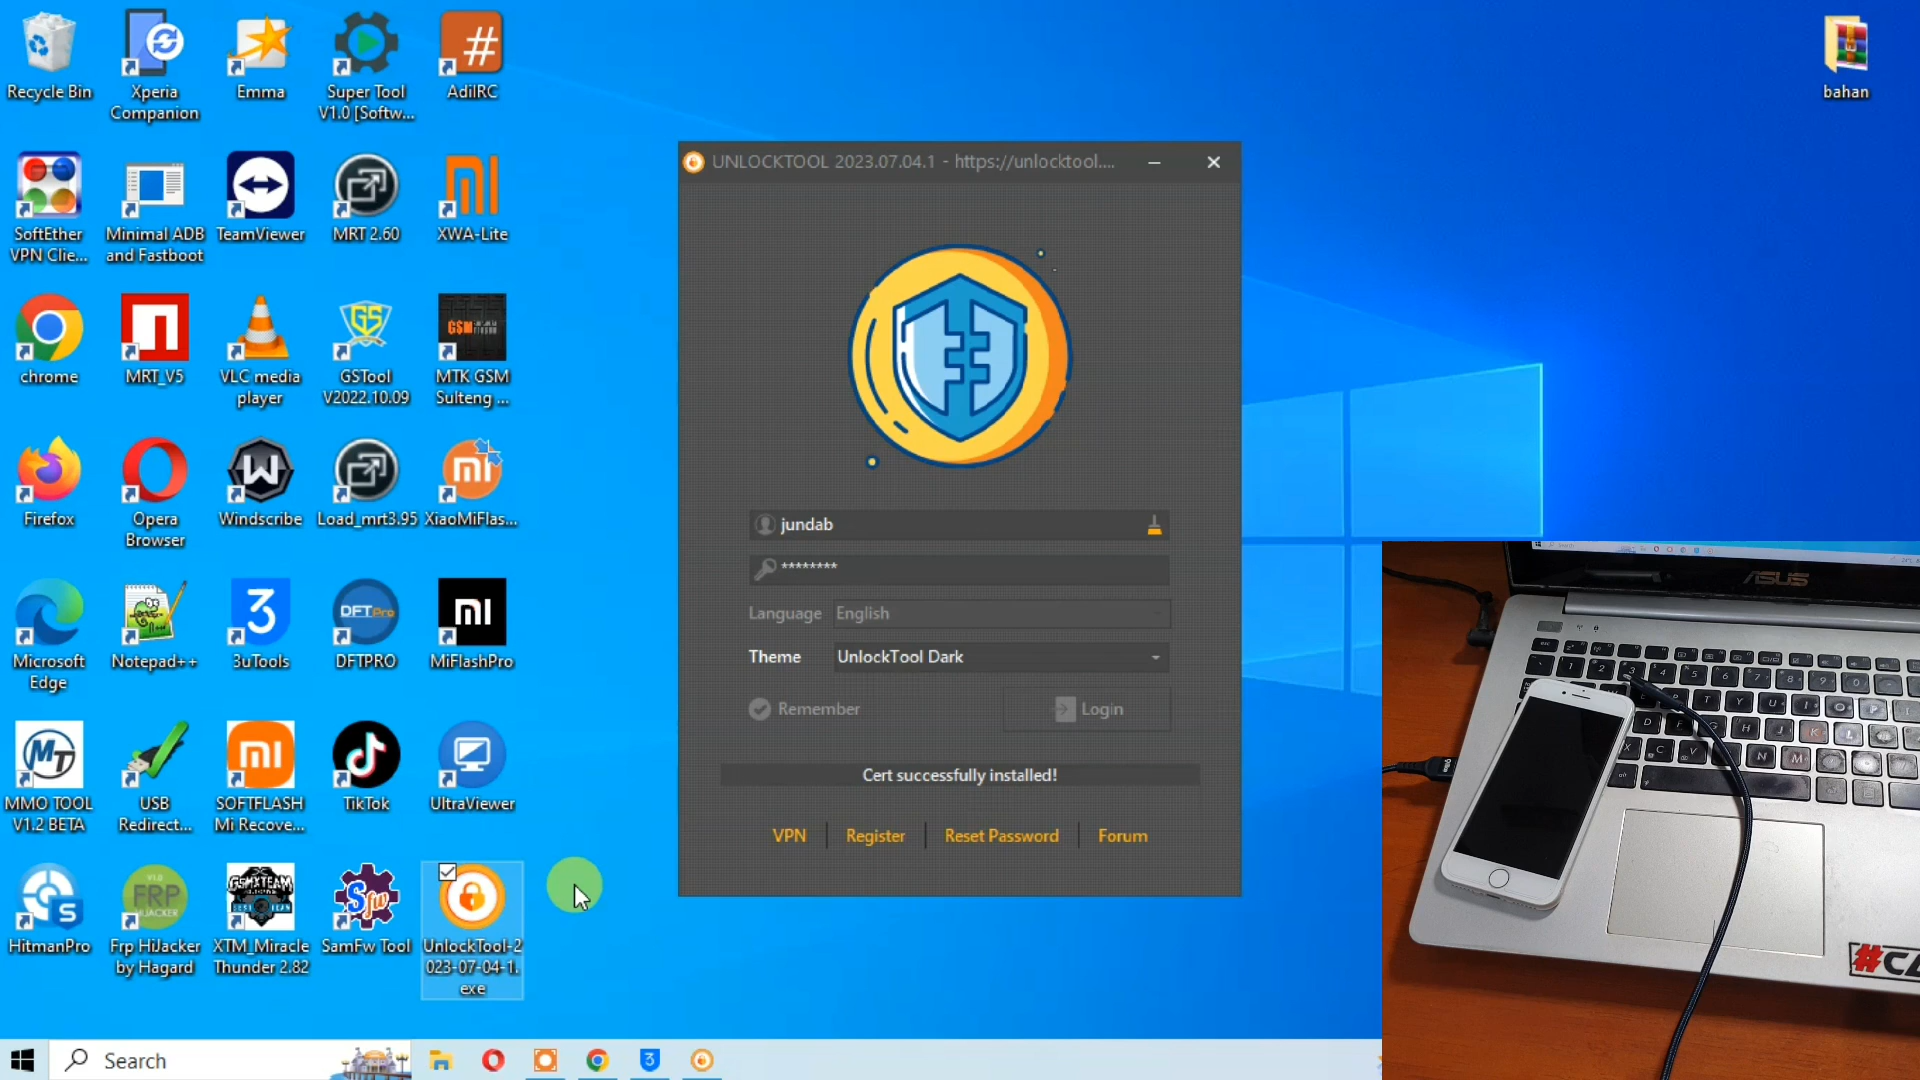 Recycle Bin
Xperia
Companion
Emma
Super Tool
V1.0 [Softw...
AdilRC
SoftEther
VPN Clie...
Minimal ADB
and Fastboot
TeamViewer
MRT 2.60
XWA-Lite
chrome
MRT_V5
VLC media
player
GSTool
V2022.10.09
MTK GSM
Sulteng ...
Firefox
Opera
Browser
Windscribe
Load_mrt3.95
XiaoMiFlas...
Microsoft
Edge
Notepad++
3uTools
DFTPro
DFTPRO
MiFlashPro
MMO TOOL
V1.2 BETA
USB
Redirect...
SOFTFLASH
Mi Recove...
TikTok
UltraViewer
HitmanPro
Frp HiJacker
by Hagard
XTM_Miracle
Thunder 2.82
SamFw Tool
UnlockTool-2
023-07-04-1.
exe
bahan
UNLOCKTOOL 2023.07.04.1 - https://unlocktool....
jundab
********
Language English
Theme UnlockTool Dark
Remember
Login
Cert successfully installed!
VPN
Register
Reset Password
Forum
ASUS
Search